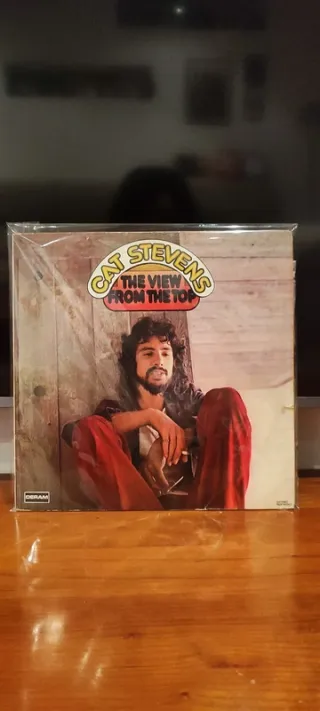 CAT STEVENS
THE VIEW
FROM THE TOP
DERAM